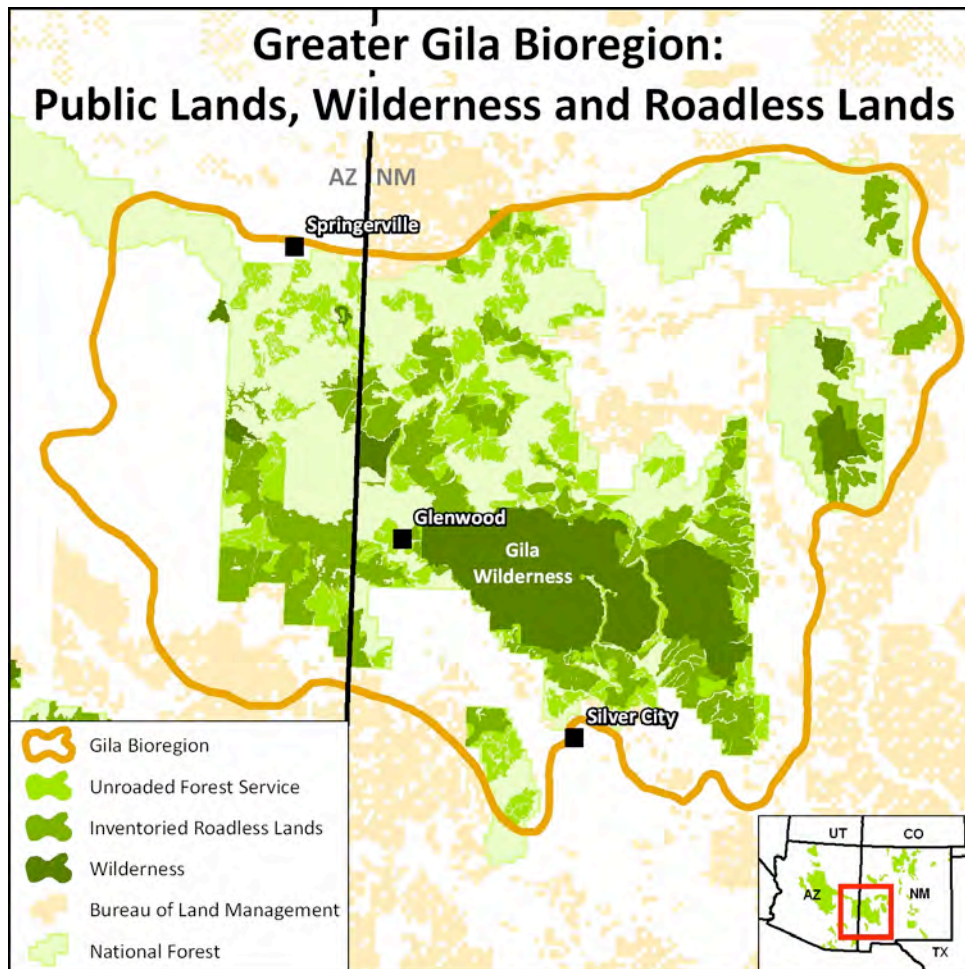 Greater Gila Bioregion:
Public Lands, Wilderness and Roadless Lands
AZ NM
Springerville
Glenwood
Gila
Wilderness
Silver City
Gila Bioregion
Unroaded Forest Service
Inventoried Roadless Lands
Wilderness
Bureau of Land Management
National Forest
UT CO
AZ NM
TX